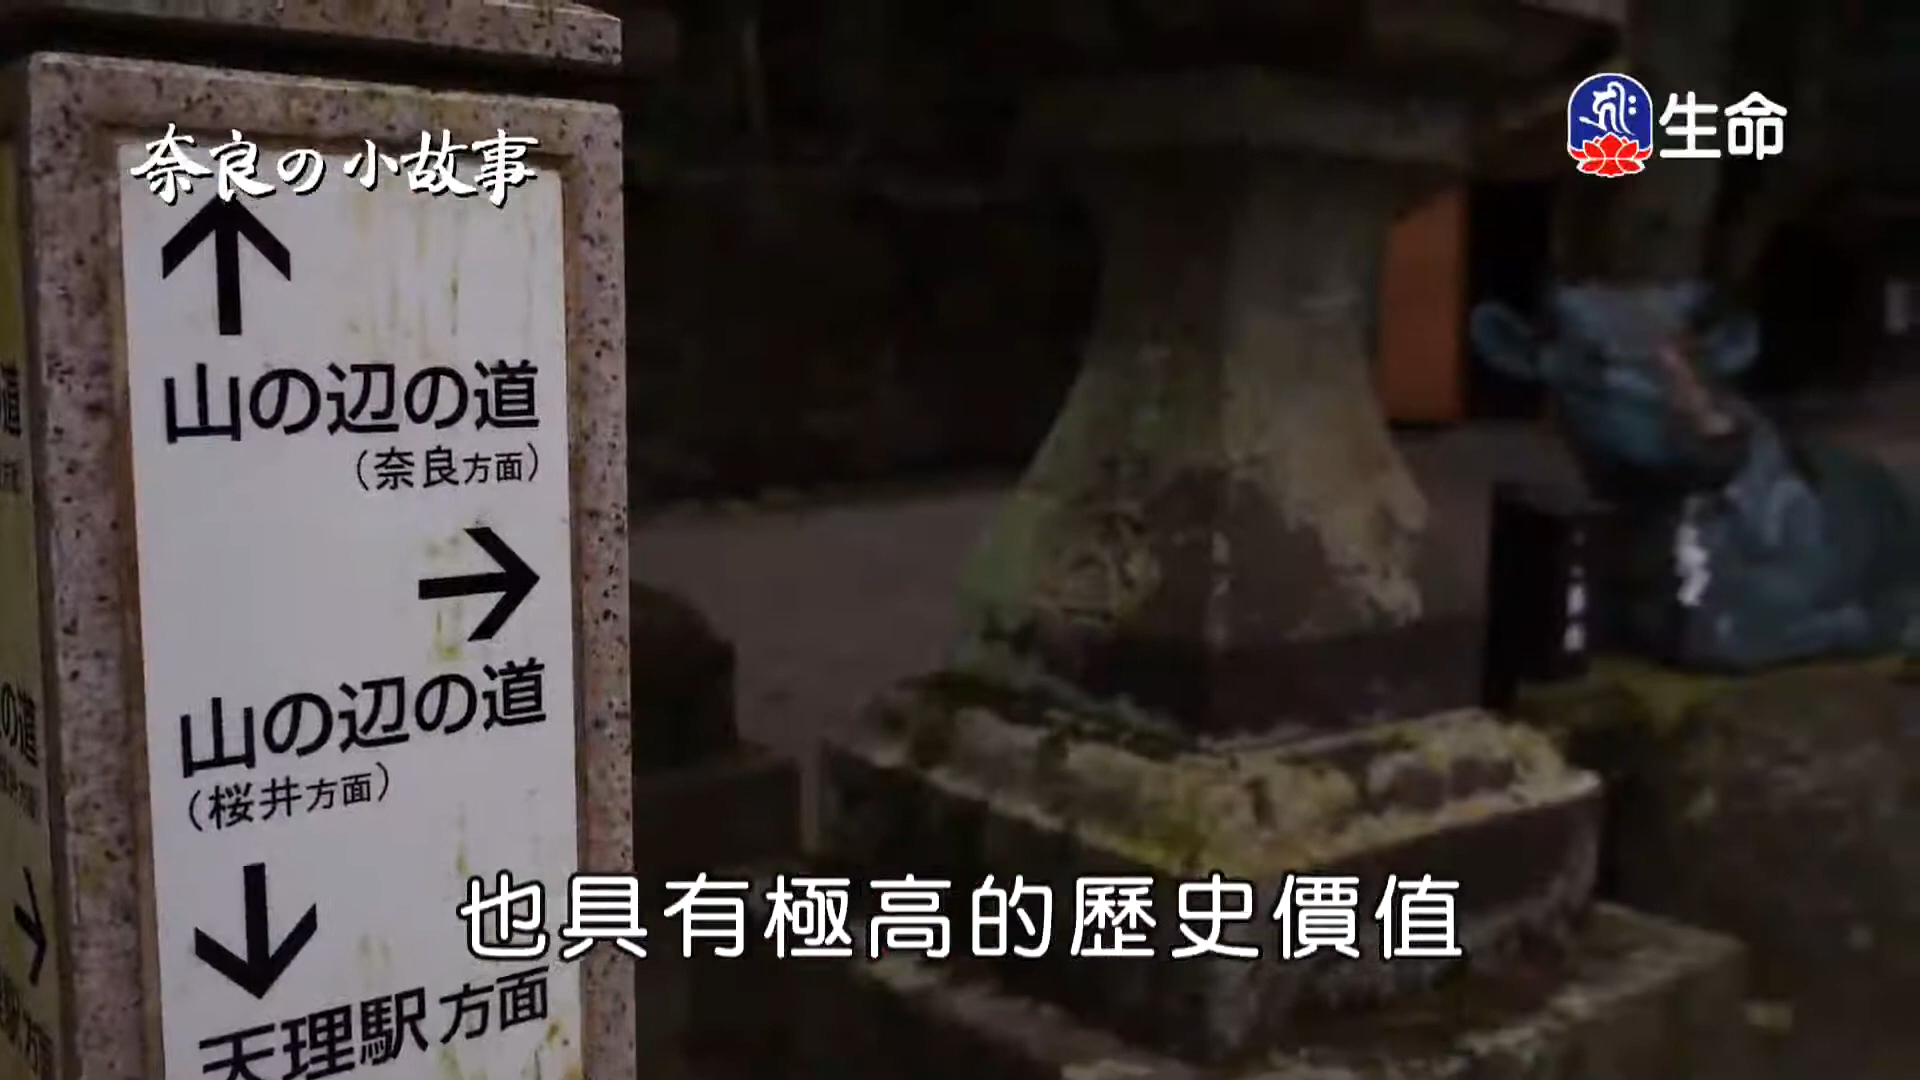 奈良の小故事
生命
山の辺の道
（奈良方面）
山の辺の道
（桜井方面）
天理駅方面
也具有極高的歷史價值